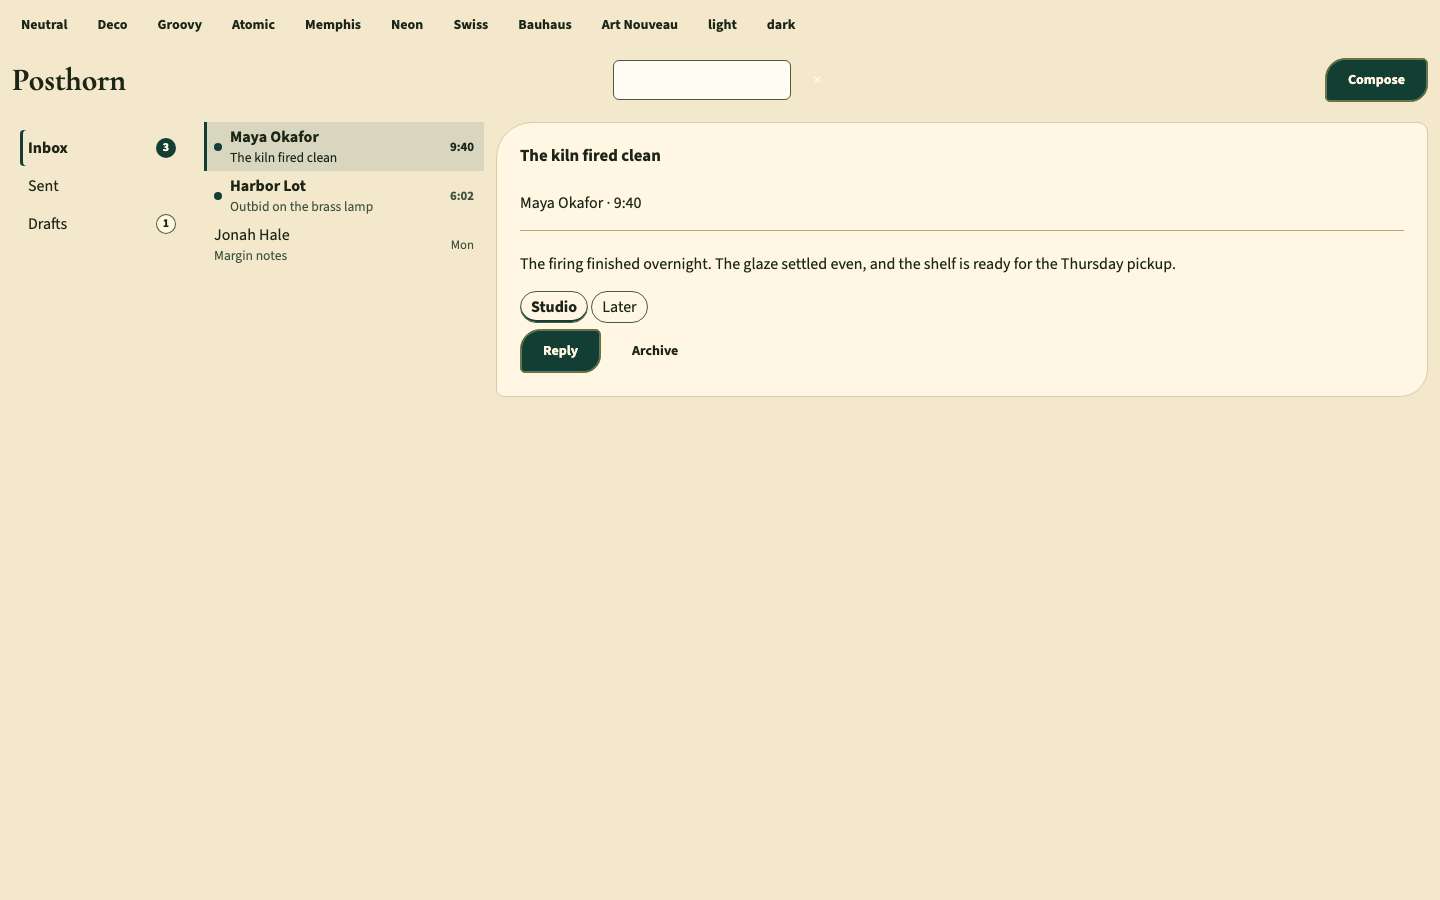 Neutral Deco Groovy Atomic Memphis Neon Swiss Bauhaus Art Nouveau light dark
Posthorn × Compose
Inbox 3
Sent
Drafts 1
Maya Okafor 9:40
The kiln fired clean
Harbor Lot 6:02
Outbid on the brass lamp
Jonah Hale Mon
Margin notes
The kiln fired clean
Maya Okafor · 9:40
The firing finished overnight. The glaze settled even, and the shelf is ready for the Thursday pickup.
Studio Later
Reply Archive